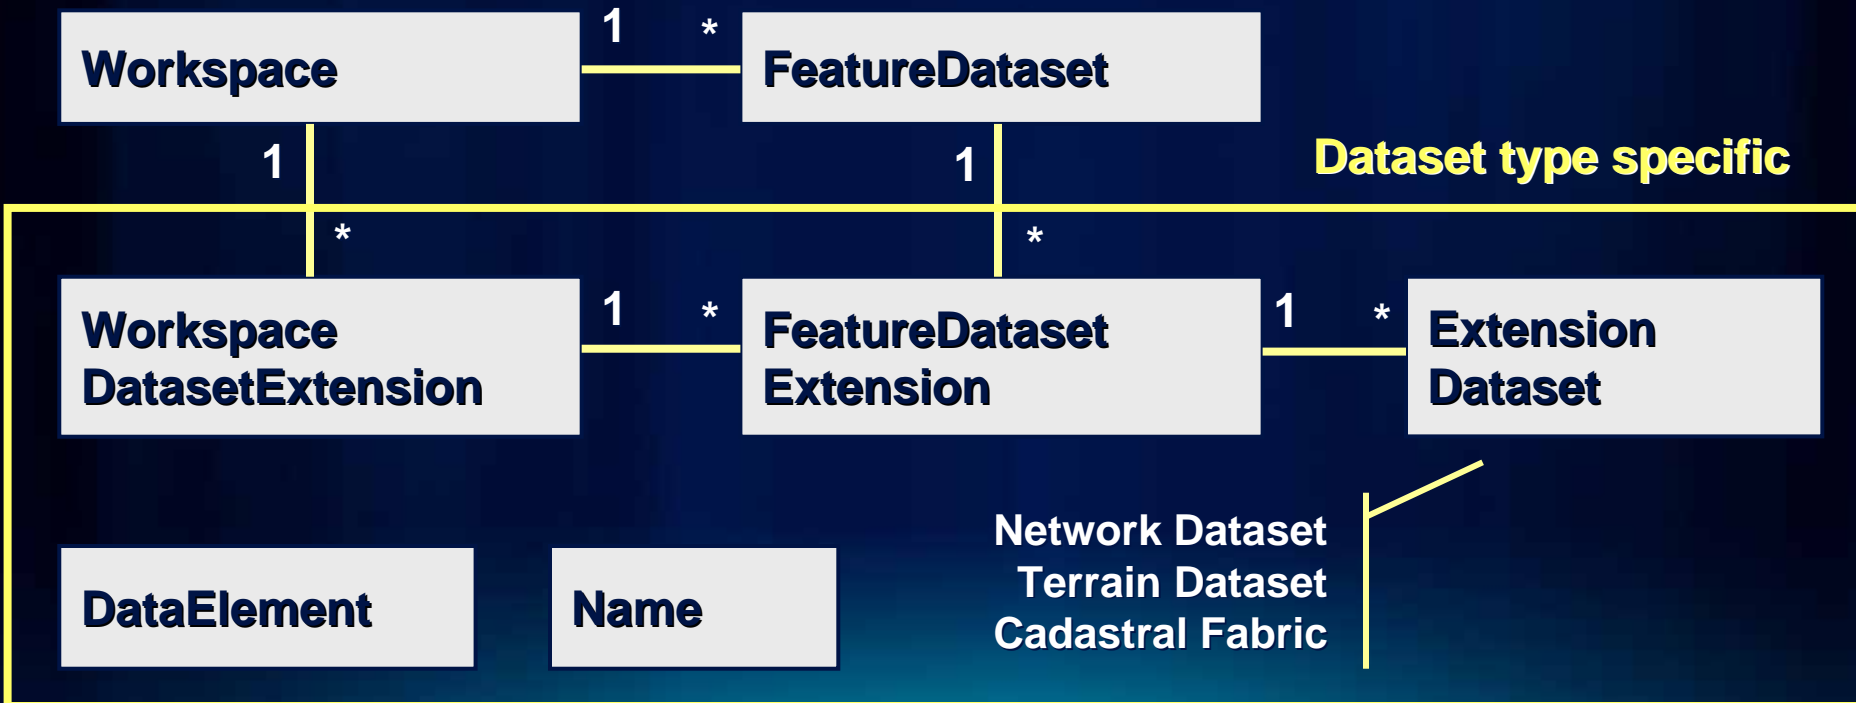 1 *
Workspace
FeatureDataset
1
1
Dataset type specific
*
*
Workspace
DatasetExtension
1 *
FeatureDataset
Extension
1 *
Extension
Dataset
DataElement
Name
Network Dataset
Terrain Dataset
Cadastral Fabric